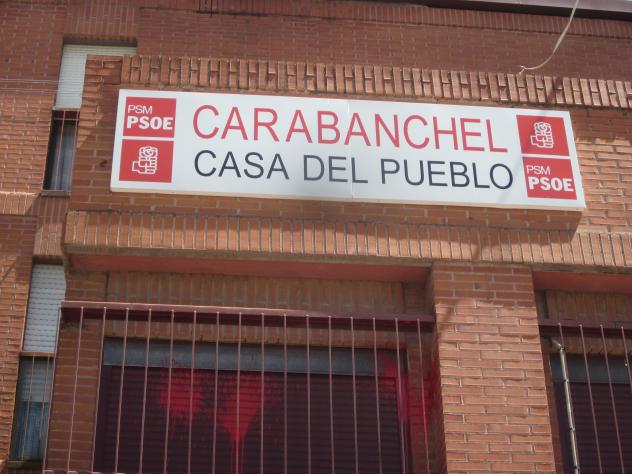 PSM
PSOE
CARABANCHEL
CASA DEL PUEBLO
PSM
PSOE